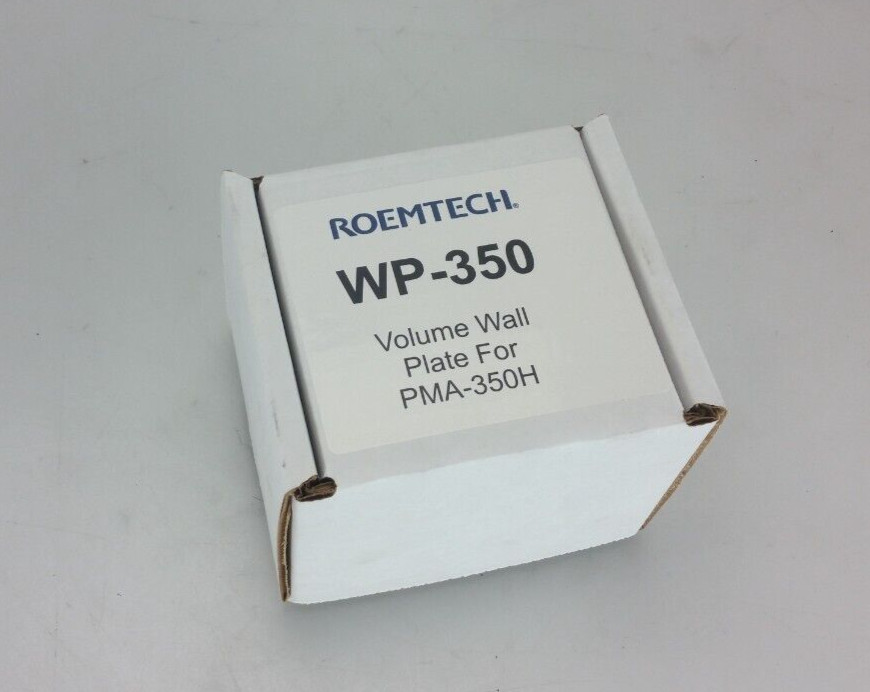 ROEMTECH®
WP-350
Volume Wall
Plate For
PMA-350H